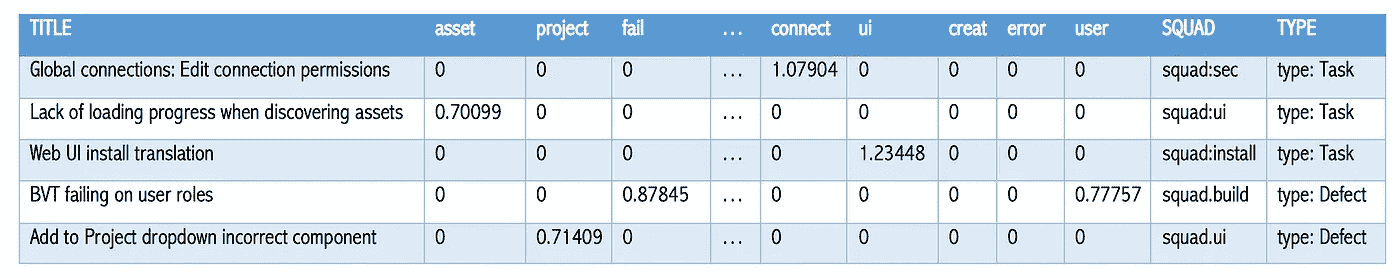 TITLE asset project fail ... connect ui creat error user SQUAD TYPE
Global connections: Edit connection permissions 0 0 0 ... 1.07904 0 0 0 0 squad:sec type: Task
Lack of loading progress when discovering assets 0.70099 0 0 ... 0 0 0 0 0 squad:ui type: Task
Web UI install translation 0 0 0 ... 0 1.23448 0 0 0 squad:install type: Task
BVT failing on user roles 0 0 0.87845 ... 0 0 0 0 0.77757 squad.build type: Defect
Add to Project dropdown incorrect component 0 0.71409 0 ... 0 0 0 0 0 squad.ui type: Defect